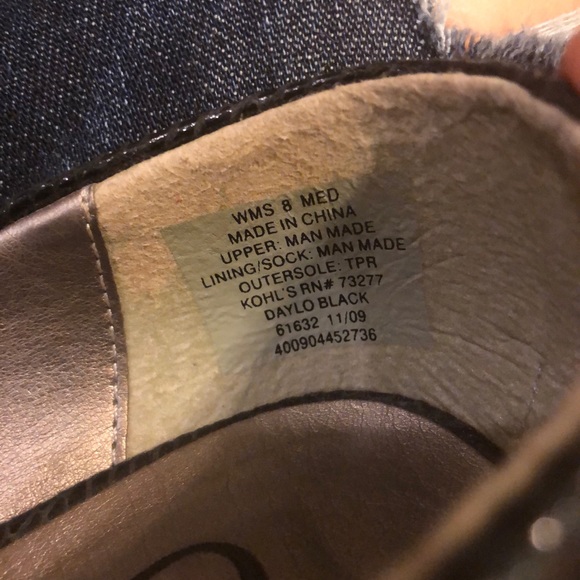 WMS 8 MED
MADE IN CHINA
UPPER: MAN MADE
LINING/SOCK: MAN MADE
OUTERSOLE: TPR
KOHL'S RN# 73277
DAYLO BLACK
61632 11/09
400904452736